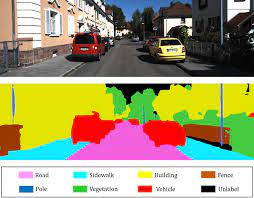 Road Sidewalk Building Fence
Pole Vegetation Vehicle Unlabel